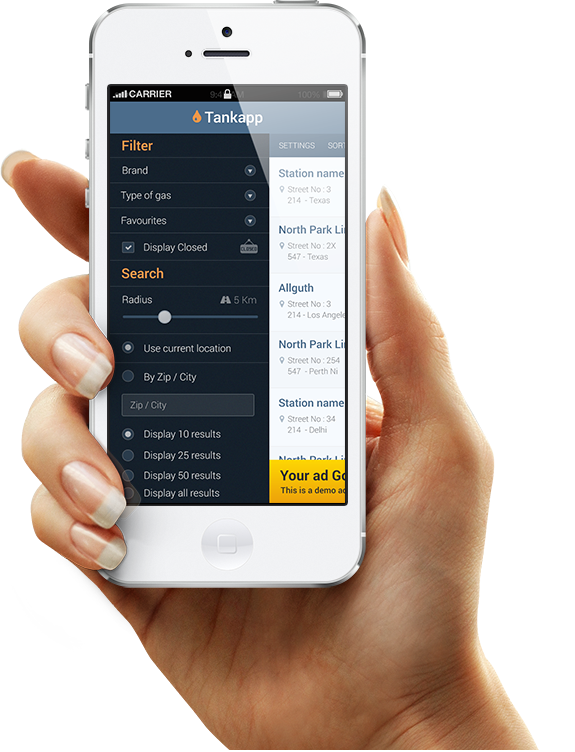 CARRIER 100%
Tankapp
Filter
Brand
Type of gas
Favourites
Display Closed
CLOSED
Search
Radius 5 Km
Use current location
By Zip / City
Zip / City
Display 10 results
Display 25 results
Display 50 results
Display all results
SETTINGS SORT
Station name
Street No : 3
214 - Texas
North Park Li
Street No : 2X
547 - Texas
Allguth
Street No : 3
214 - Los Angele
North Park Li
Street No : 254
547 - Perth Ni
Station name
Street No : 34
214 - Delhi
North Park Li
Your ad Go
This is a demo ad